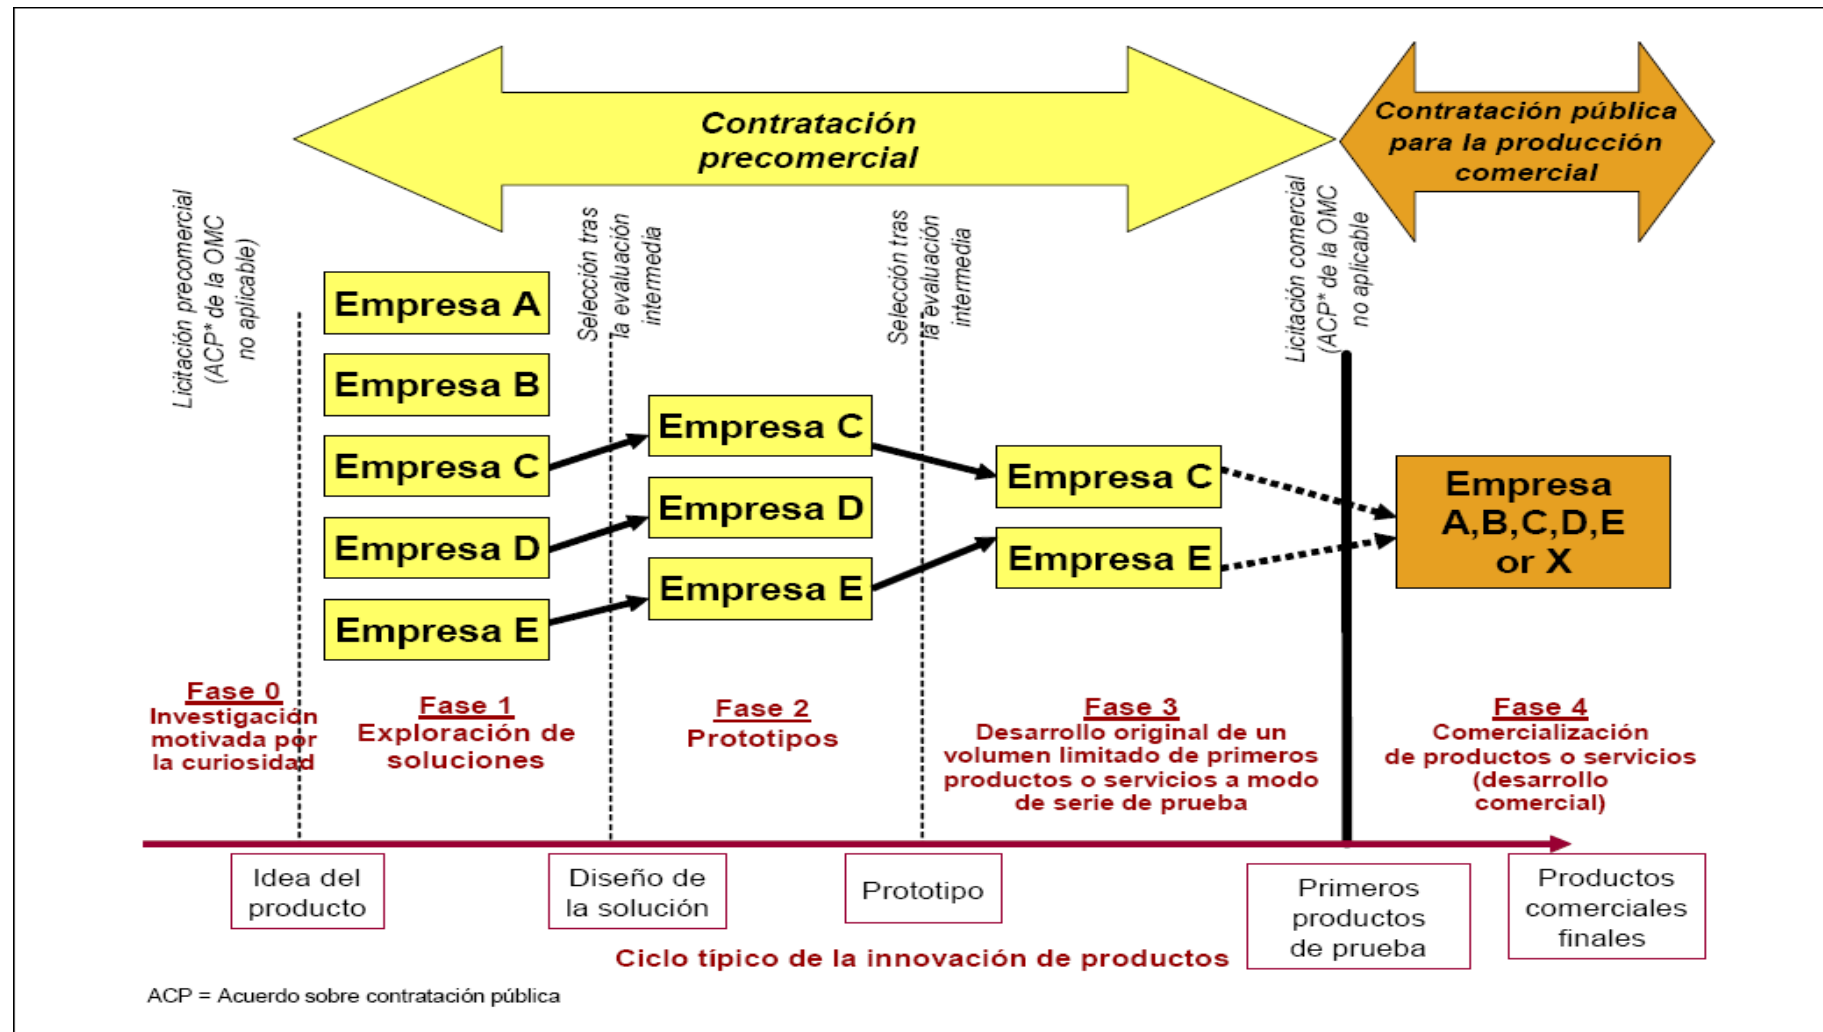 Contratación
precomercial
Contratación pública
para la producción
comercial
Licitación precomercial
(ACP* de la OMC
no aplicable)
Selección tras
la evaluación
intermedia
Selección tras
la evaluación
intermedia
Licitación comercial
(ACP* de la OMC
no aplicable
Empresa A
Empresa B
Empresa C
Empresa D
Empresa E
Empresa C
Empresa D
Empresa E
Empresa C
Empresa E
Empresa
A,B,C,D,E
or X
Fase 0
Investigación
motivada por
la curiosidad
Fase 1
Exploración de
soluciones
Fase 2
Prototipos
Fase 3
Desarrollo original de un
volumen limitado de primeros
productos o servicios a modo
de serie de prueba
Fase 4
Comercialización
de productos o servicios
(desarrollo
comercial)
Idea del
producto
Diseño de
la solución
Prototipo
Primeros
productos
de prueba
Productos
comerciales
finales
Ciclo típico de la innovación de productos
ACP = Acuerdo sobre contratación pública